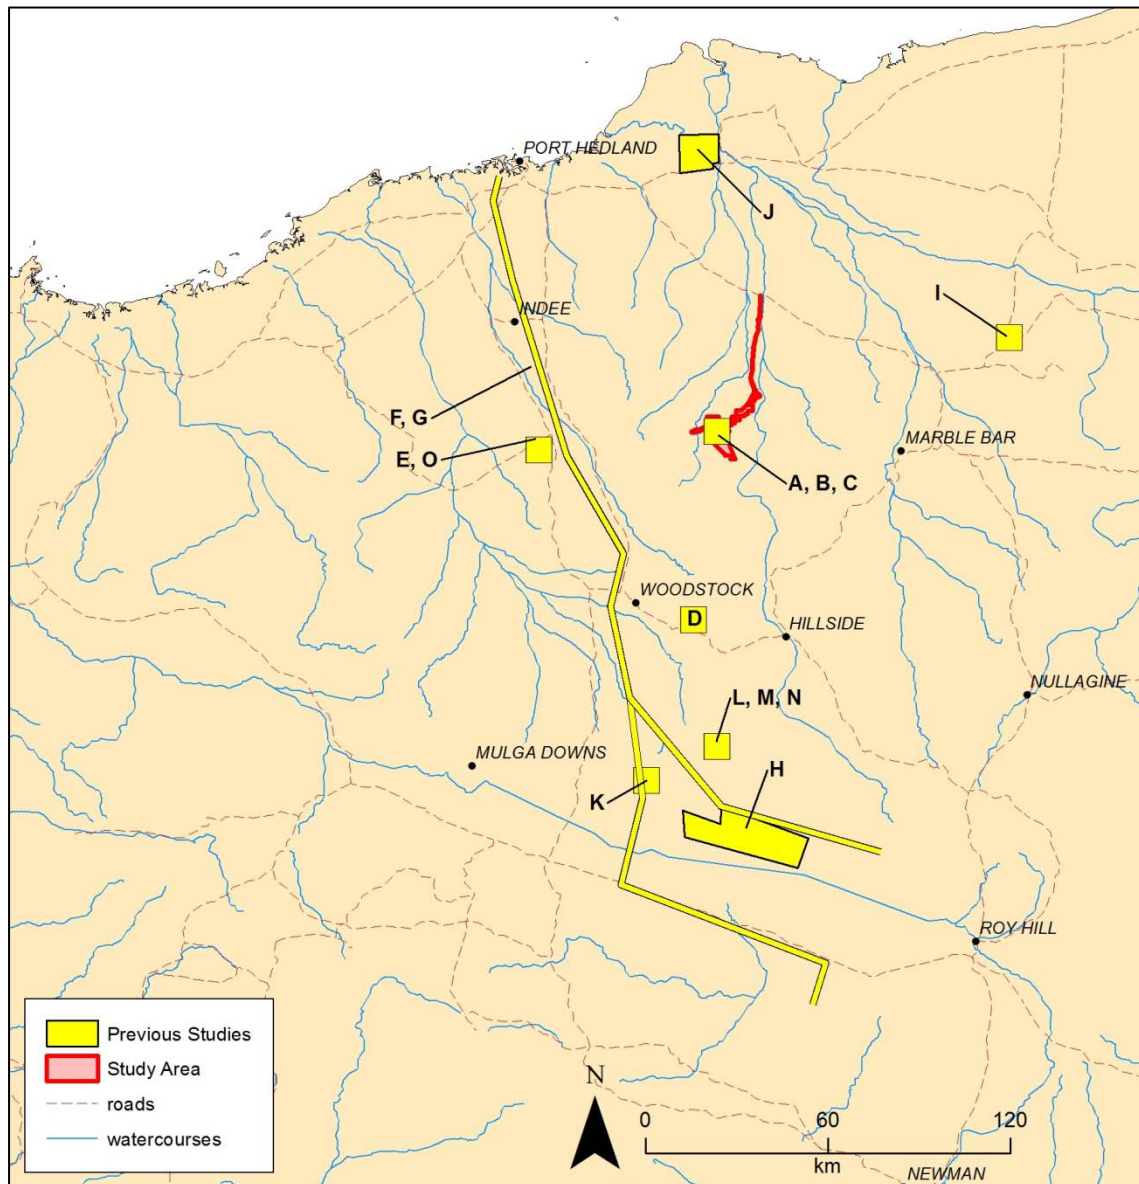 PORT HEDLAND
J
INDEE
I
F, G
E, O
MARBLE BAR
A, B, C
WOODSTOCK
D
HILLSIDE
NULLAGINE
L, M, N
MULGA DOWNS
H
K
ROY HILL
Previous Studies
Study Area
roads
watercourses
N
0 60 120
km
NEWMAN